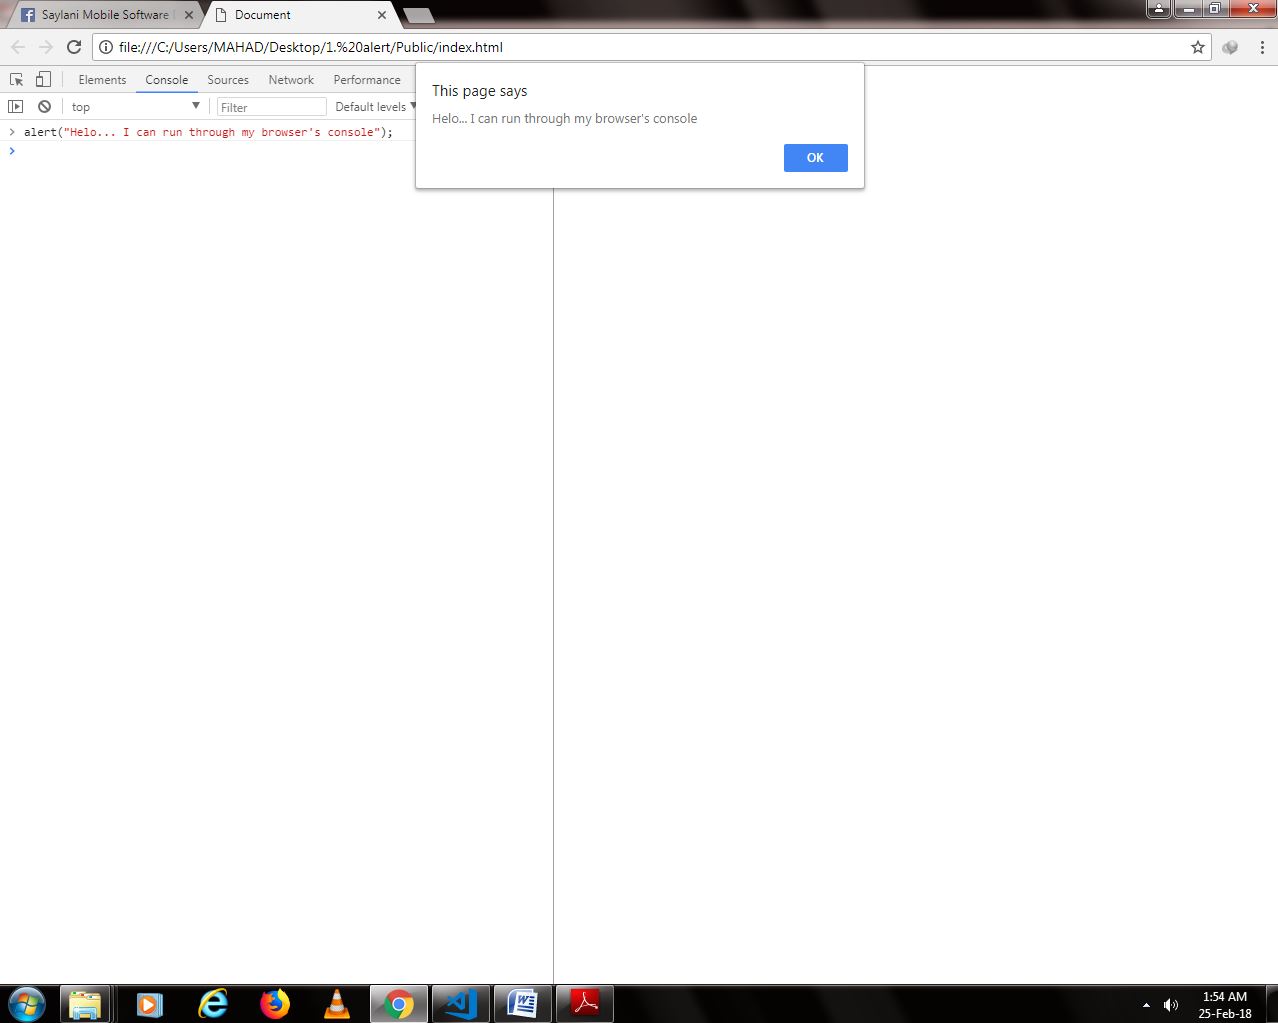 Saylani Mobile Software
Document
file:///C:/Users/MAHAD/Desktop/1.%20alert/Public/index.html
Elements Console Sources Network Performance
top Filter Default levels
alert("Helo... I can run through my browser's console");
This page says
Helo... I can run through my browser's console
OK
1:54 AM
25-Feb-18